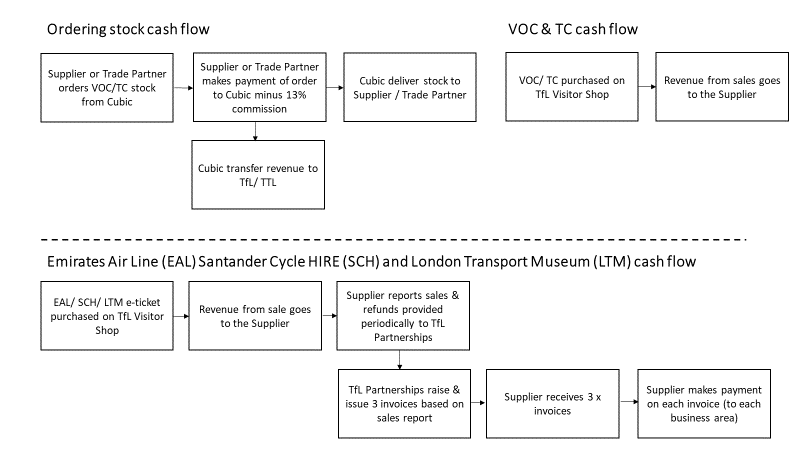 Ordering stock cash flow
VOC & TC cash flow
Supplier or Trade Partner
orders VOC/TC stock
from Cubic
Supplier or Trade Partner
makes payment of order
to Cubic minus 13%
commission
Cubic deliver stock to
Supplier / Trade Partner
VOC/ TC purchased on
TfL Visitor Shop
Revenue from sales goes
to the Supplier
Cubic transfer revenue to
TfL/ TTL
Emirates Air Line (EAL) Santander Cycle HIRE (SCH) and London Transport Museum (LTM) cash flow
EAL/ SCH/ LTM e-ticket
purchased on TfL Visitor
Shop
Revenue from sale goes
to the Supplier
Supplier reports sales &
refunds provided
periodically to TfL
Partnerships
TfL Partnerships raise &
issue 3 invoices based on
sales report
Supplier receives 3 x
invoices
Supplier makes payment
on each invoice (to each
business area)